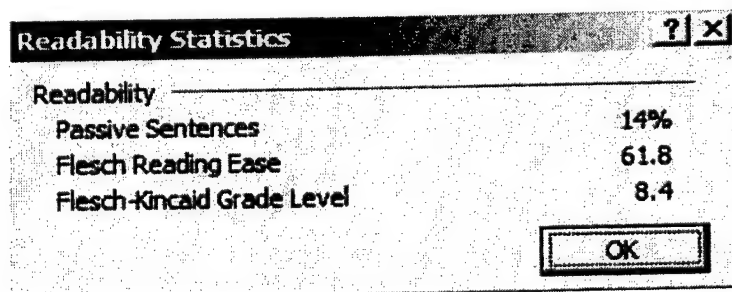 Readability Statistics ? ×
Readability
Passive Sentences 14%
Flesch Reading Ease 61.8
Flesch-Kincaid Grade Level 8.4
OK